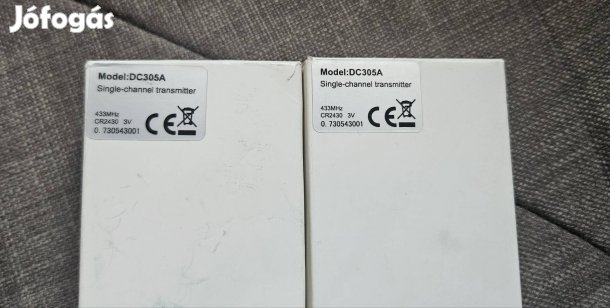 Jófogás
Model:DC305A
Single-channel transmitter
433MHz
CR2430 3V
0. 730543001
CE
Model:DC305A
Single-channel transmitter
433MHz
CR2430 3V
0. 730543001
CE